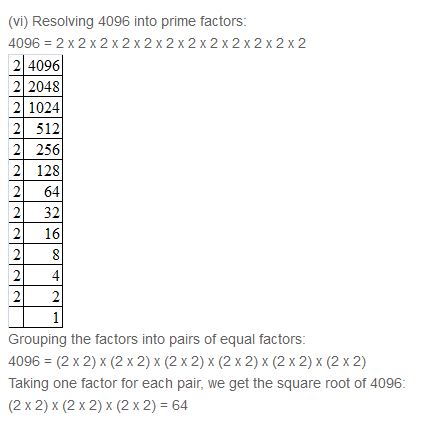 (vi) Resolving 4096 into prime factors:
4096 = 2 x 2 x 2 x 2 x 2 x 2 x 2 x 2 x 2 x 2 x 2 x 2
2 4096
2 2048
2 1024
2 512
2 256
2 128
2 64
2 32
2 16
2 8
2 4
2 2
1
Grouping the factors into pairs of equal factors:
4096 = (2 x 2) x (2 x 2) x (2 x 2) x (2 x 2) x (2 x 2) x (2 x 2)
Taking one factor for each pair, we get the square root of 4096:
(2 x 2) x (2 x 2) x (2 x 2) = 64